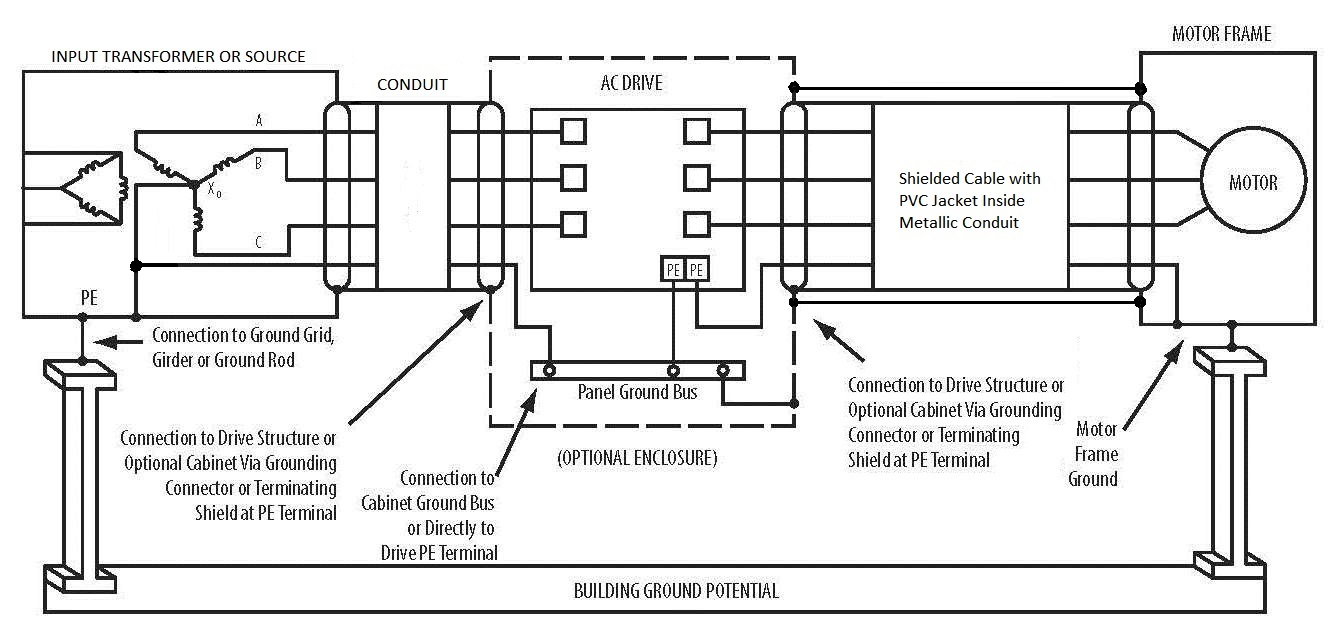 MOTOR FRAME
INPUT TRANSFORMER OR SOURCE
CONDUIT
AC DRIVE
A
B
X0
C
PE
PE PE
Shielded Cable with
PVC Jacket Inside
Metallic Conduit
MOTOR
Connection to Ground Grid,
Girder or Ground Rod
Panel Ground Bus
Connection to Drive Structure or
Optional Cabinet Via Grounding
Connector or Terminating
Shield at PE Terminal
Connection to
Cabinet Ground Bus
or Directly to
Drive PE Terminal
(OPTIONAL ENCLOSURE)
Connection to Drive Structure or
Optional Cabinet Via Grounding
Connector or Terminating
Shield at PE Terminal
Motor
Frame
Ground
BUILDING GROUND POTENTIAL